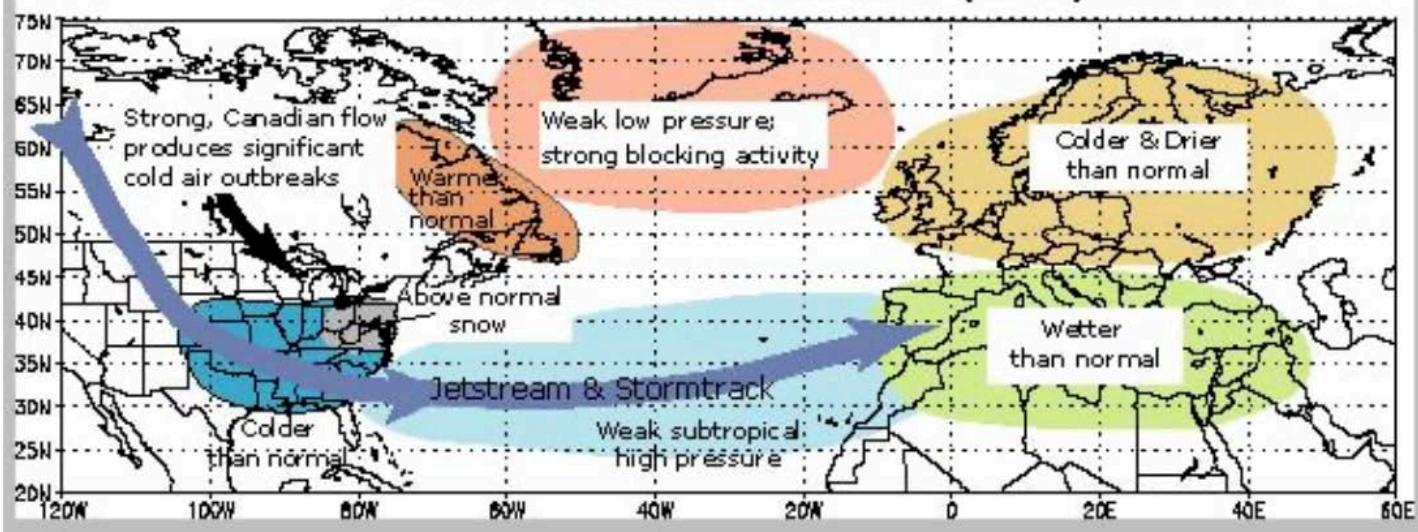 75N
70N
65N
60N
55N
50N
45N
40N
35N
30N
25N
20N
Strong, Canadian flow
produces significant
cold air outbreaks
Warme
than
normal
Weak low pressure;
strong blocking activity
Colder & Drier
than normal
Above normal
snow
Wetter
than normal
Jetstream & Stormtrack
Colder
than normal
Weak subtropical
high pressure
120W 100W 80W 60W 40W 20W 0 20E 40E 60E